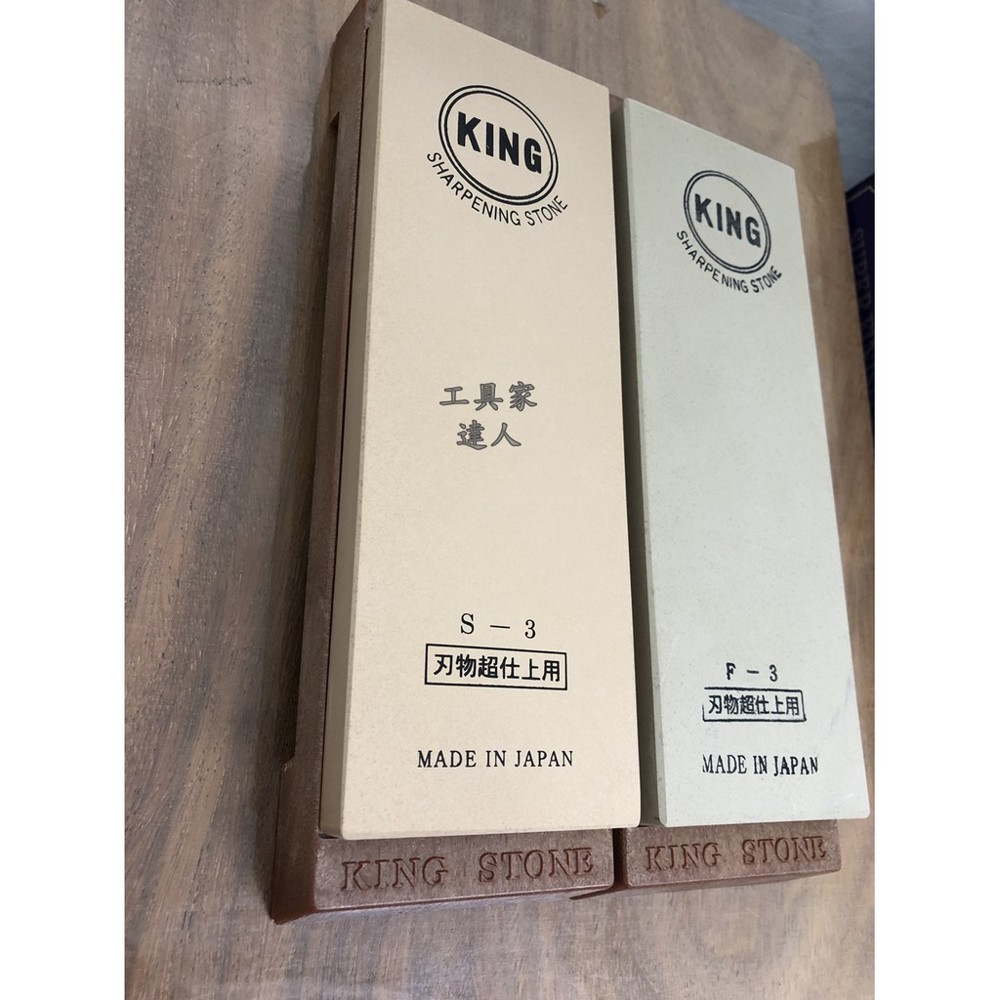 KING
SHARPENING STONE
工具家
達人
S － 3
刃物超仕上用
MADE IN JAPAN
KING STONE
KING
SHARPENING STONE
F － 3
刃物超仕上用
MADE IN JAPAN
KING STONE